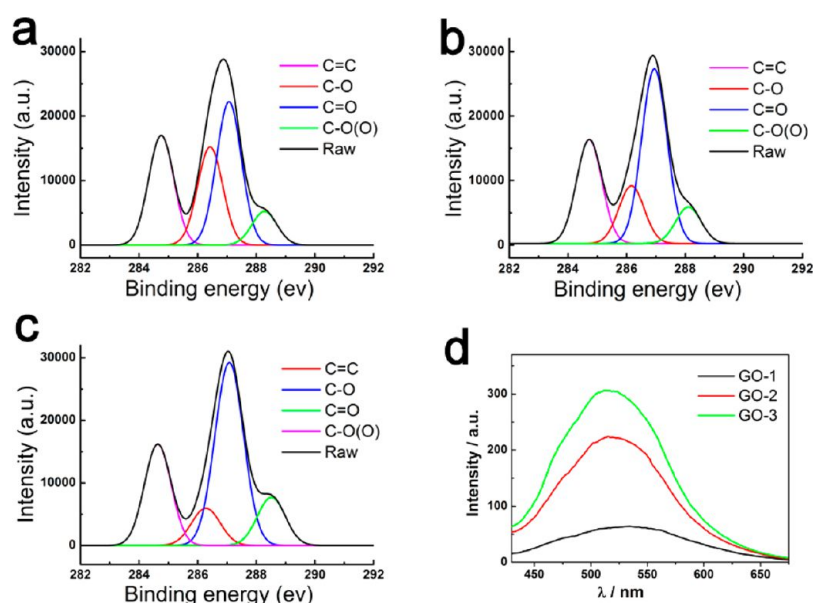 a
Intensity (a.u.)
30000
20000
10000
0
282 284 286 288 290 292
Binding energy (ev)
C=C
C-O
C=O
C-O(O)
Raw
b
Intensity (a.u.)
30000
20000
10000
0
282 284 286 288 290 292
Binding energy (ev)
C=C
C-O
C=O
C-O(O)
Raw
c
Intensity (a.u.)
30000
20000
10000
0
282 284 286 288 290 292
Binding energy (ev)
C=C
C-O
C=O
C-O(O)
Raw
d
Intensity / a.u.
300
200
100
0
450 500 550 600 650
λ / nm
GO-1
GO-2
GO-3